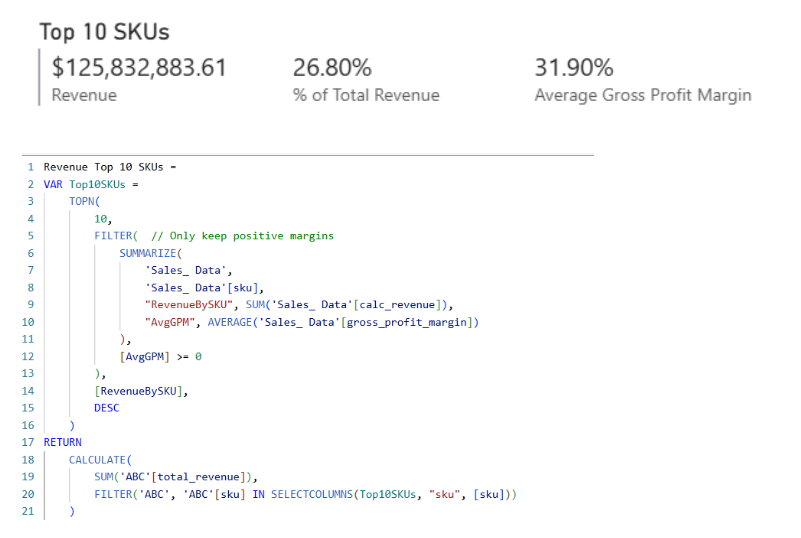 Top 10 SKUs
$125,832,883.61 26.80% 31.90%
Revenue % of Total Revenue Average Gross Profit Margin
1 Revenue Top 10 SKUs =
2 VAR Top10SKUs =
3 TOPN(
4 10,
5 FILTER( // Only keep positive margins
6 SUMMARIZE(
7 'Sales_ Data',
8 'Sales_ Data'[sku],
9 "RevenueBySKU", SUM('Sales_ Data'[calc_revenue]),
10 "AvgGPM", AVERAGE('Sales_ Data'[gross_profit_margin])
11 ),
12 [AvgGPM] >= 0
13 ),
14 [RevenueBySKU],
15 DESC
16 )
17 RETURN
18 CALCULATE(
19 SUM('ABC'[total_revenue]),
20 FILTER('ABC', 'ABC'[sku] IN SELECTCOLUMNS(Top10SKUs, "sku", [sku]))
21 )